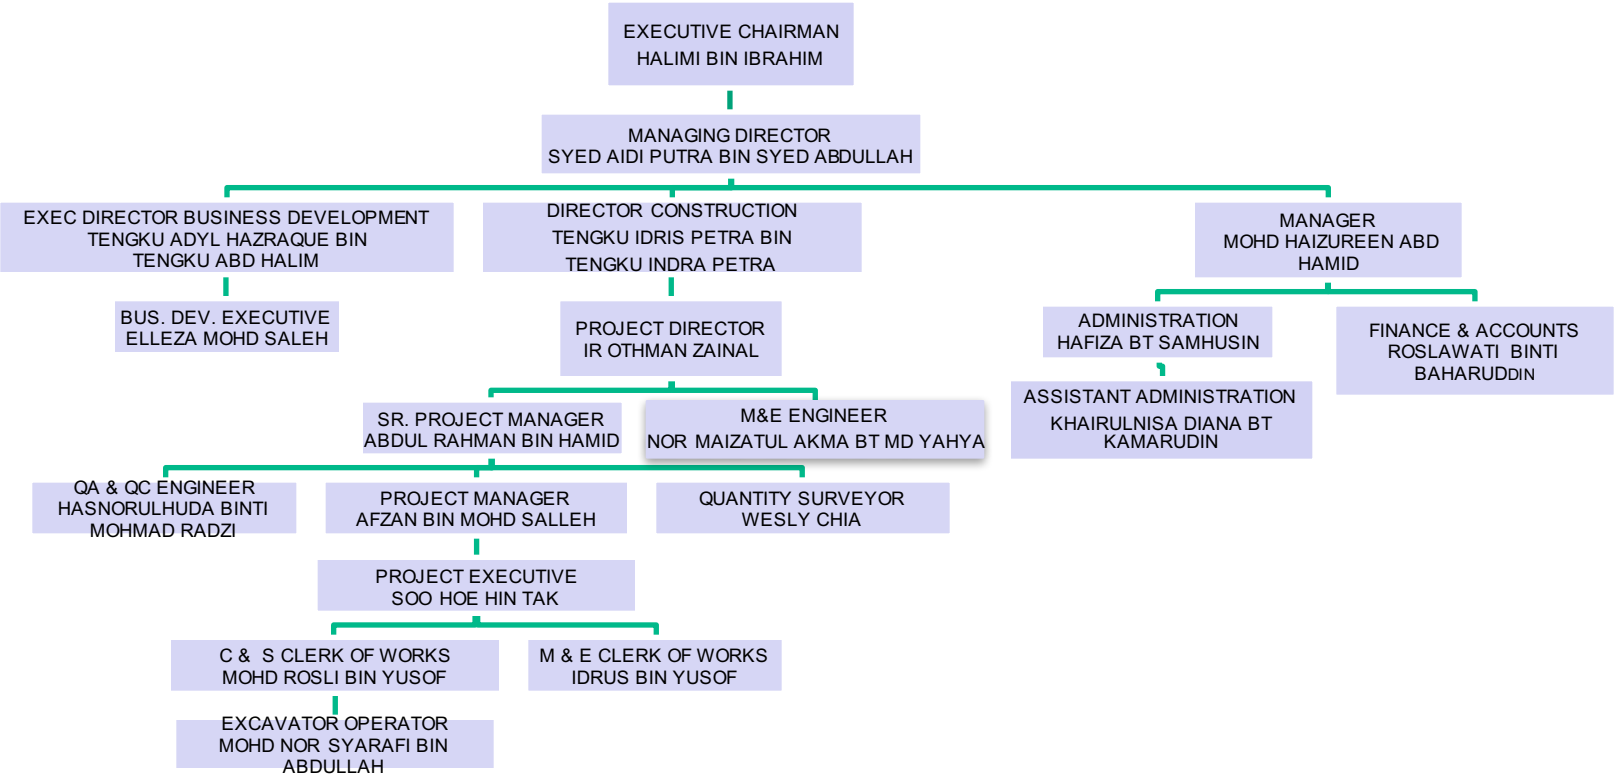 EXECUTIVE CHAIRMAN
HALIMI BIN IBRAHIM
MANAGING DIRECTOR
SYED AIDI PUTRA BIN SYED ABDULLAH
EXEC DIRECTOR BUSINESS DEVELOPMENT
TENGKU ADYL HAZRAQUE BIN
TENGKU ABD HALIM
DIRECTOR CONSTRUCTION
TENGKU IDRIS PETRA BIN
TENGKU INDRA PETRA
MANAGER
MOHD HAIZUREEN ABD
HAMID
BUS. DEV. EXECUTIVE
ELLEZA MOHD SALEH
PROJECT DIRECTOR
IR OTHMAN ZAINAL
ADMINISTRATION
HAFIZA BT SAMHUSIN
FINANCE & ACCOUNTS
ROSLAWATI BINTI
BAHARUDDIN
ASSISTANT ADMINISTRATION
KHAIRULNISA DIANA BT
KAMARUDIN
SR. PROJECT MANAGER
ABDUL RAHMAN BIN HAMID
M&E ENGINEER
NOR MAIZATUL AKMA BT MD YAHYA
QA & QC ENGINEER
HASNORULHUDA BINTI
MOHMAD RADZI
PROJECT MANAGER
AFZAN BIN MOHD SALLEH
QUANTITY SURVEYOR
WESLY CHIA
PROJECT EXECUTIVE
SOO HOE HIN TAK
C & S CLERK OF WORKS
MOHD ROSLI BIN YUSOF
M & E CLERK OF WORKS
IDRUS BIN YUSOF
EXCAVATOR OPERATOR
MOHD NOR SYARAFI BIN
ABDULLAH